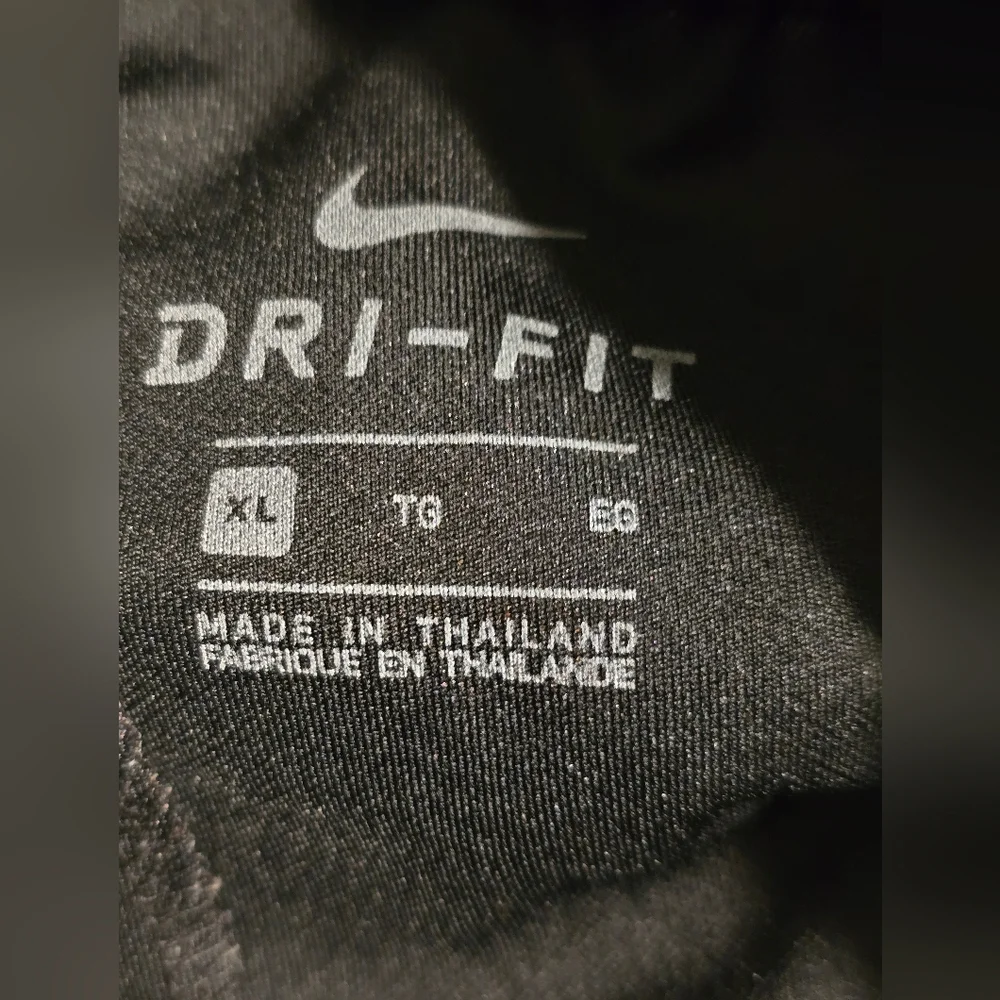 DRI-FIT
XL TG EG
MADE IN THAILAND
FABRIQUE EN THAILANDE